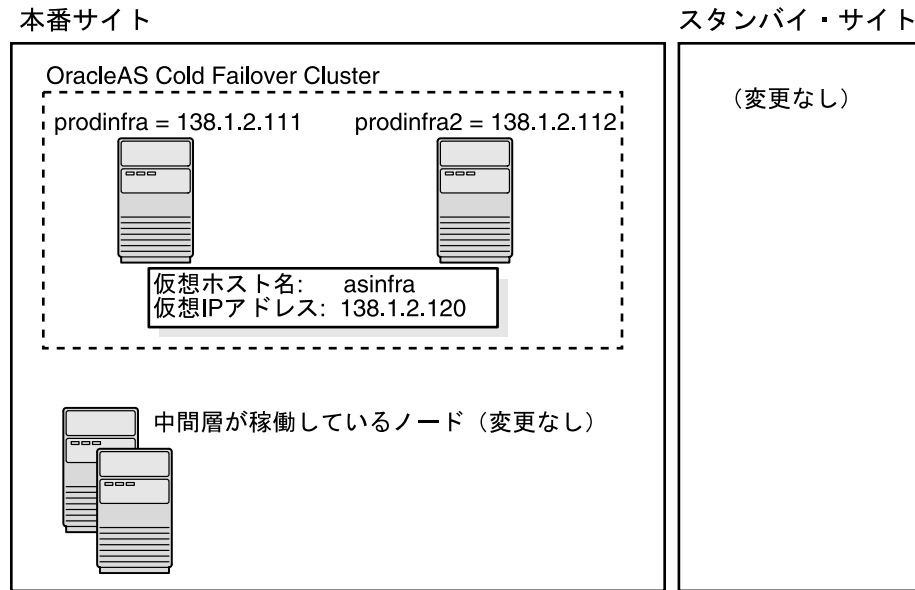 本番サイト
スタンバイ・サイト
OracleAS Cold Failover Cluster
(変更なし)
prodinfra = 138.1.2.111
prodinfra2 = 138.1.2.112
仮想ホスト名: asinfra
仮想IPアドレス: 138.1.2.120
中間層が稼働しているノード（変更なし）